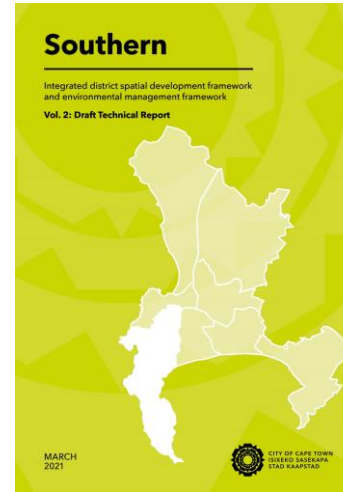 Southern
Integrated district spatial development framework
and environmental management framework
Vol. 2: Draft Technical Report
MARCH
2021
CITY OF CAPE TOWN
ISIXEKO SASEKAPA
STAD KAAPSTAD